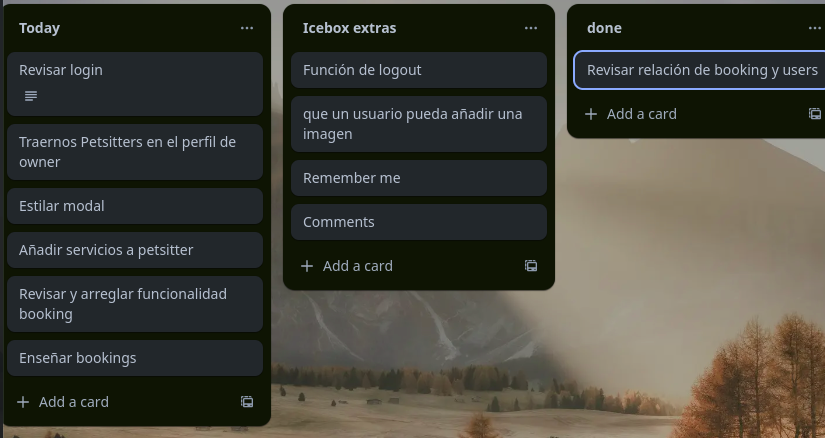 Today
Revisar login
Traernos Petsitters en el perfil de
owner
Estilar modal
Añadir servicios a petsitter
Revisar y arreglar funcionalidad
booking
Enseñar bookings
Add a card
Icebox extras
Función de logout
que un usuario pueda añadir una
imagen
Remember me
Comments
Add a card
done
Revisar relación de booking y users
Add a card